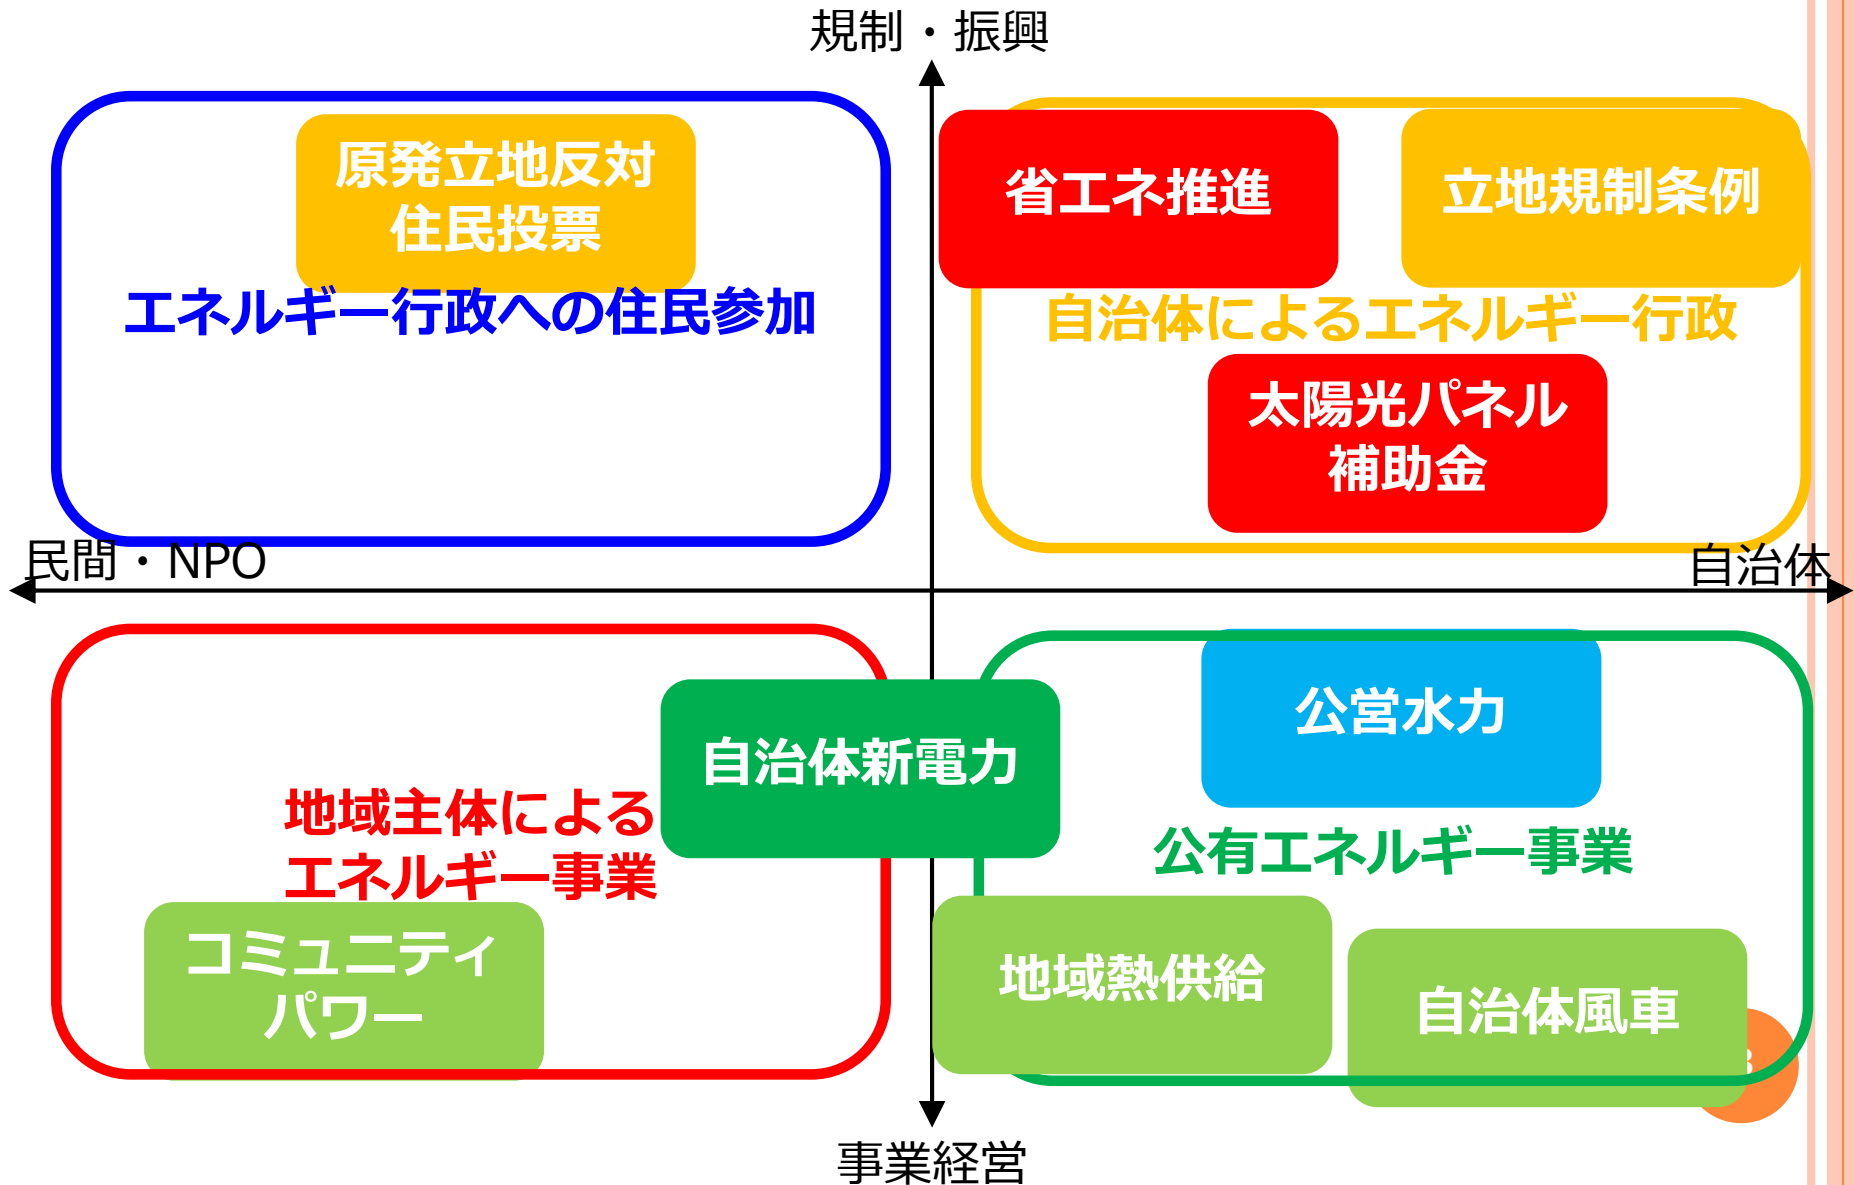 規制・振興
原発立地反対
住民投票
エネルギー行政への住民参加
省エネ推進
立地規制条例
自治体によるエネルギー行政
太陽光パネル
補助金
民間・NPO
自治体
自治体新電力
地域主体による
エネルギー事業
コミュニティ
パワー
公営水力
公有エネルギー事業
地域熱供給
自治体風車
事業経営